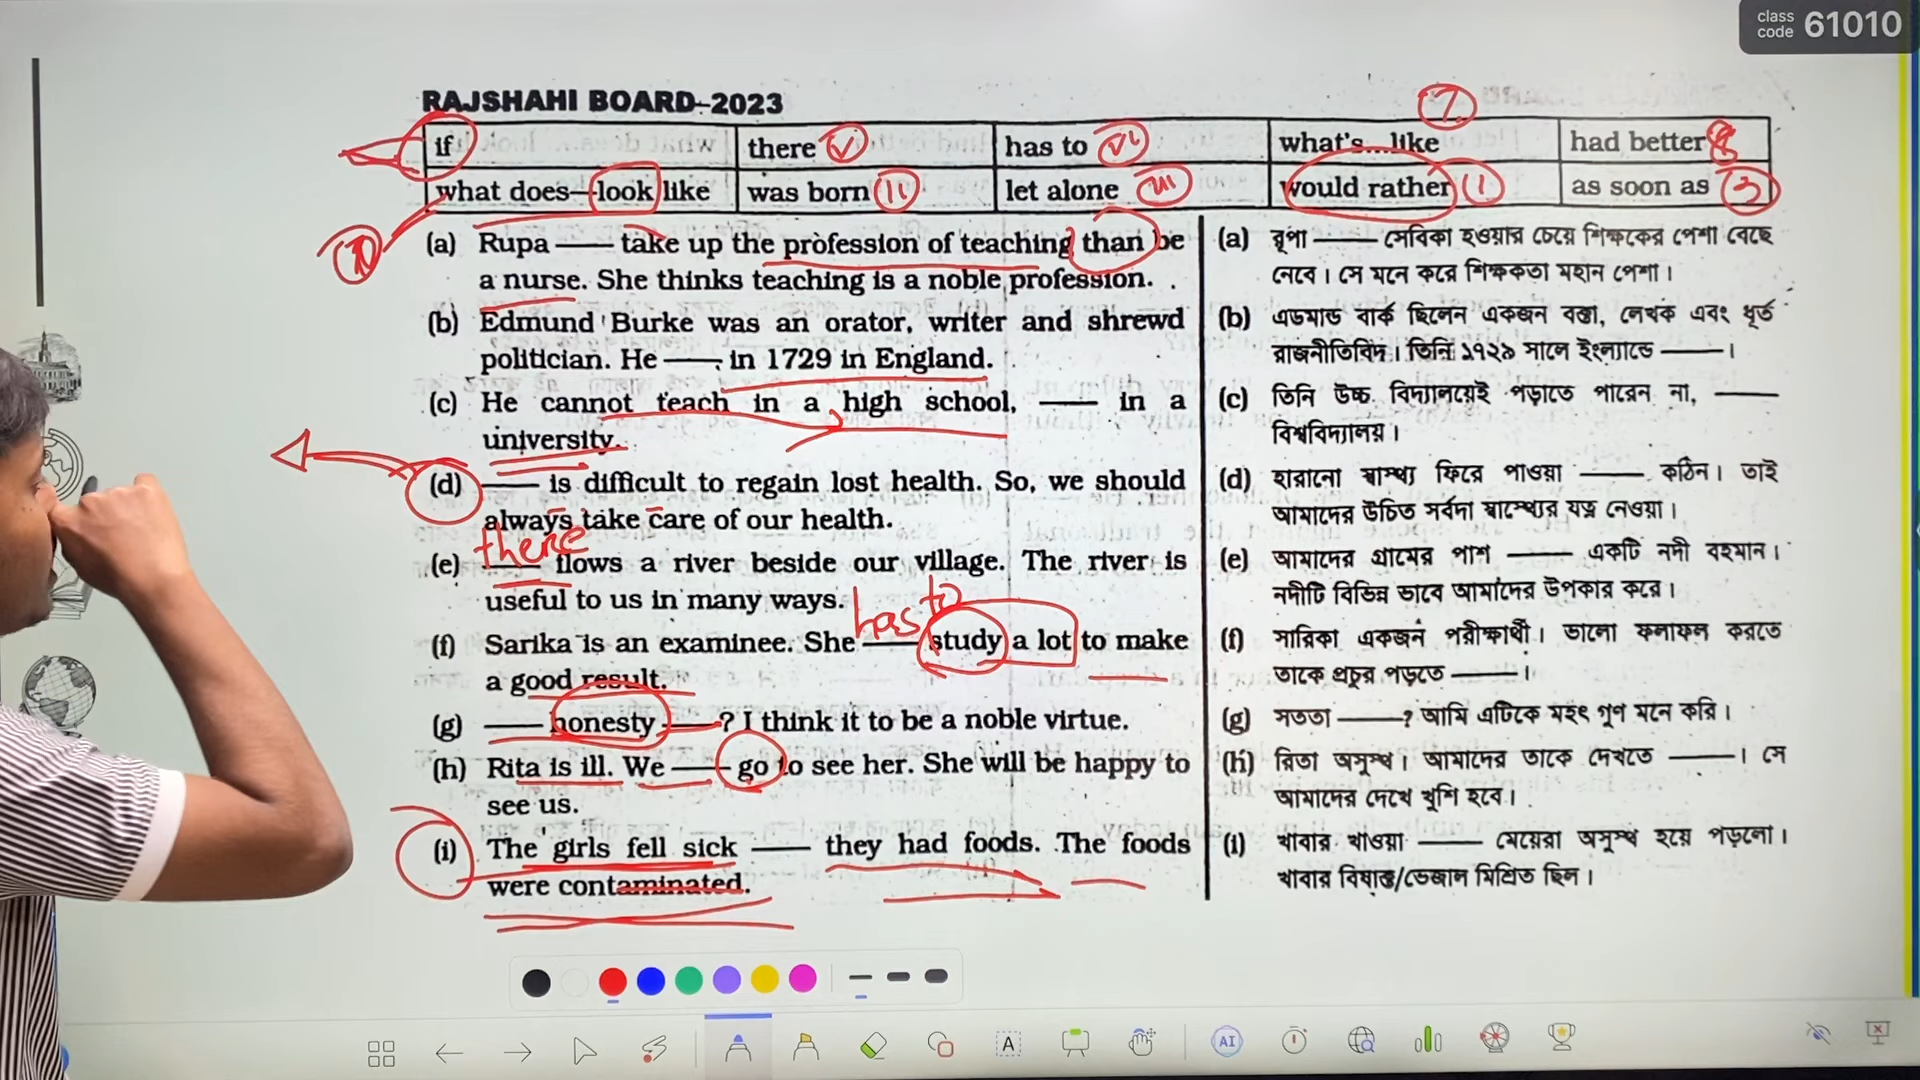 class code 61010
RAJSHAHI BOARD-2023
7
if there v has to vi what's...like had better 8
what does—look like was born 11 let alone 111 would rather 1 as soon as 3
(a) Rupa —— take up the profession of teaching than be
a nurse. She thinks teaching is a noble profession.
(b) Edmund Burke was an orator, writer and shrewd
politician. He —— in 1729 in England.
(c) He cannot teach in a high school, —— in a
university.
(d) —— is difficult to regain lost health. So, we should
always take care of our health.
there
(e) —— flows a river beside our village. The river is
useful to us in many ways.
has to
(f) Sarika is an examinee. She —— study a lot to make
a good result.
(g) —— honesty ——? I think it to be a noble virtue.
(h) Rita is ill. We —— go to see her. She will be happy to
see us.
(i) The girls fell sick —— they had foods. The foods
were contaminated.
(a) রূপা —— সেবিকা হওয়ার চেয়ে শিক্ষকের পেশা বেছে
নেবে। সে মনে করে শিক্ষকতা মহান পেশা।
(b) এডমান্ড বার্ক ছিলেন একজন বক্তা, লেখক এবং ধূর্ত
রাজনীতিবিদ। তিনি ১৭২৯ সালে ইংল্যান্ডে ——।
(c) তিনি উচ্চ বিদ্যালয়েই পড়াতে পারেন না, ——
বিশ্ববিদ্যালয়।
(d) হারানো স্বাস্থ্য ফিরে পাওয়া —— কঠিন। তাই
আমাদের উচিত সর্বদা স্বাস্থ্যের যত্ন নেওয়া।
(e) আমাদের গ্রামের পাশ —— একটি নদী বহমান।
নদীটি বিভিন্ন ভাবে আমাদের উপকার করে।
(f) সারিকা একজন পরীক্ষার্থী। ভালো ফলাফল করতে
তাকে প্রচুর পড়তে ——।
(g) সততা ——? আমি এটিকে মহৎ গুণ মনে করি।
(h) রিতা অসুস্থ। আমাদের তাকে দেখতে ——। সে
আমাদের দেখে খুশি হবে।
(i) খাবার খাওয়া —— মেয়েরা অসুস্থ হয়ে পড়লো।
খাবার বিষাক্ত/ভেজাল মিশ্রিত ছিল।
A AI